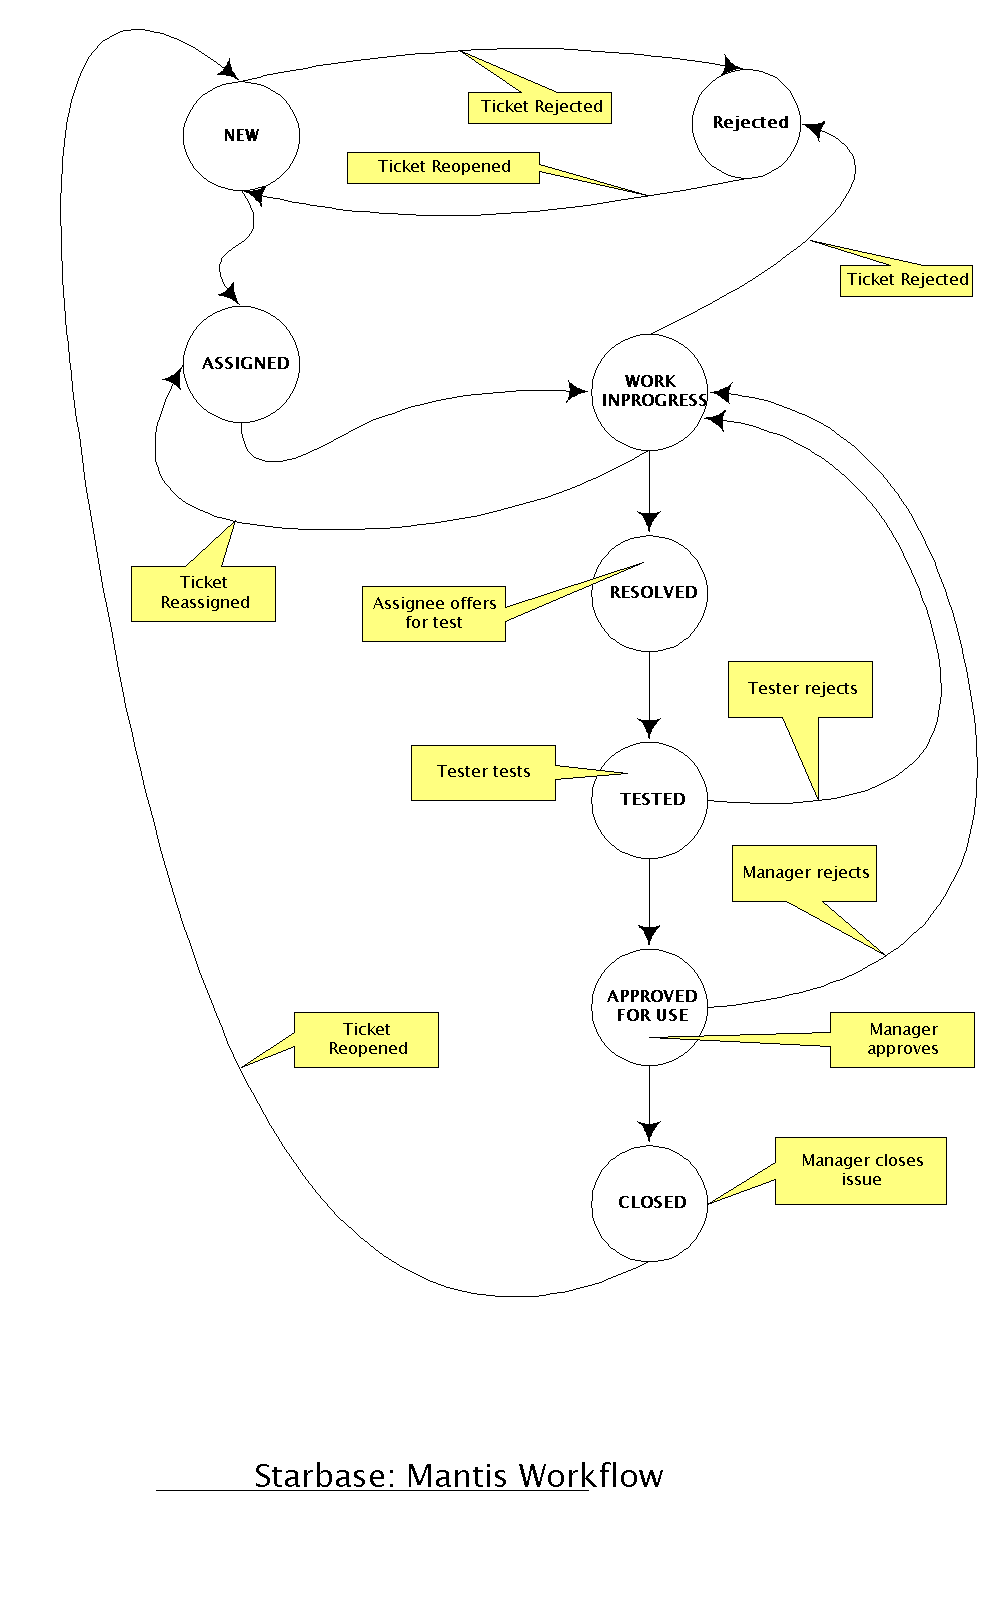 Ticket Rejected
NEW
Rejected
Ticket Reopened
Ticket Rejected
ASSIGNED
WORK
INPROGRESS
Ticket
Reassigned
Assignee offers
for test
RESOLVED
Tester rejects
Tester tests
TESTED
Manager rejects
APPROVED
FOR USE
Ticket
Reopened
Manager
approves
Manager closes
issue
CLOSED
Starbase: Mantis Workflow